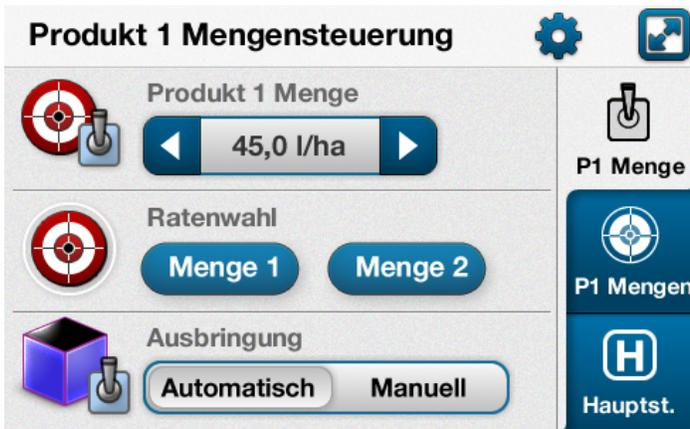 Produkt 1 Mengensteuerung
Produkt 1 Menge
45,0 l/ha
P1 Menge
Ratenwahl
Menge 1 Menge 2
P1 Mengen
Ausbringung
Automatisch Manuell
H
Hauptst.